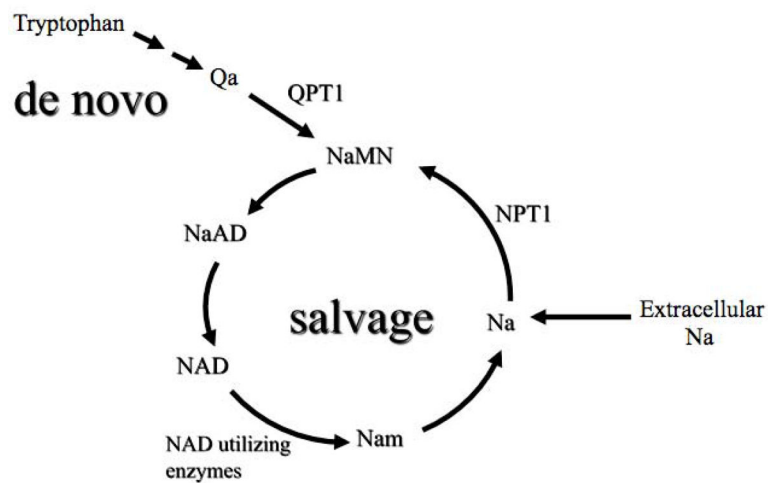 Tryptophan
Qa
de novo
QPT1
NaMN
NPT1
NaAD
salvage
Na
Extracellular
Na
NAD
Nam
NAD utilizing
enzymes